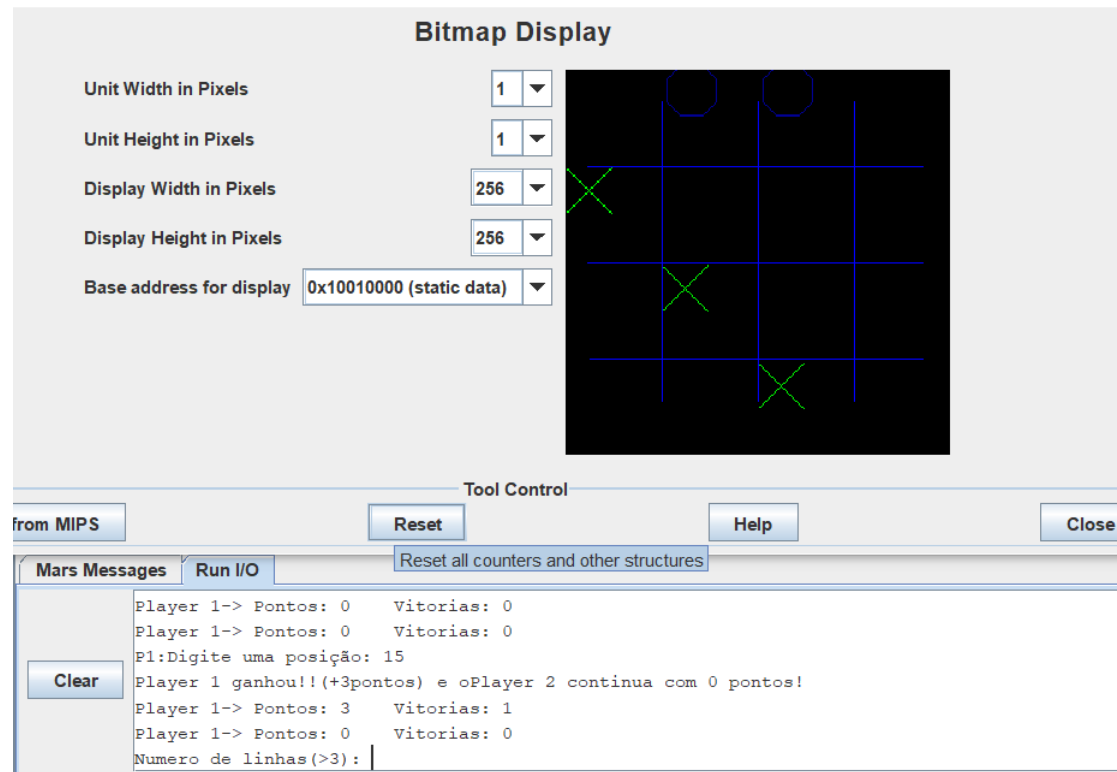 Bitmap Display
Unit Width in Pixels 1
Unit Height in Pixels 1
Display Width in Pixels 256
Display Height in Pixels 256
Base address for display 0x10010000 (static data)
Tool Control
from MIPS Reset Help Close
Reset all counters and other structures
Mars Messages Run I/O
Clear
Player 1-> Pontos: 0 Vitorias: 0
Player 1-> Pontos: 0 Vitorias: 0
P1:Digite uma posição: 15
Player 1 ganhou!!(+3pontos) e oPlayer 2 continua com 0 pontos!
Player 1-> Pontos: 3 Vitorias: 1
Player 1-> Pontos: 0 Vitorias: 0
Numero de linhas(>3):